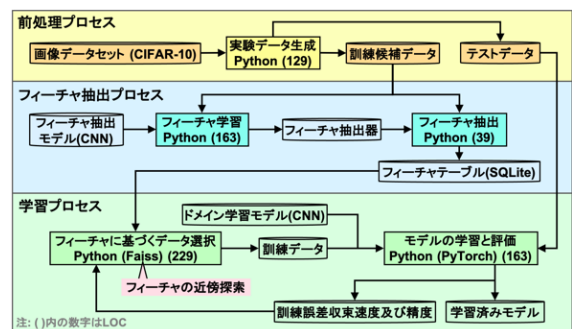 前処理プロセス
画像データセット (CIFAR-10)
実験データ生成
Python (129)
訓練候補データ
テストデータ
フィーチャ抽出プロセス
フィーチャ抽出
モデル(CNN)
フィーチャ学習
Python (163)
フィーチャ抽出器
フィーチャ抽出
Python (39)
フィーチャテーブル(SQLite)
学習プロセス
ドメイン学習モデル(CNN)
フィーチャに基づくデータ選択
Python (Faiss) (229)
訓練データ
モデルの学習と評価
Python (PyTorch) (163)
フィーチャの近傍探索
訓練誤差収束速度及び精度
学習済みモデル
注: ( )内の数字はLOC